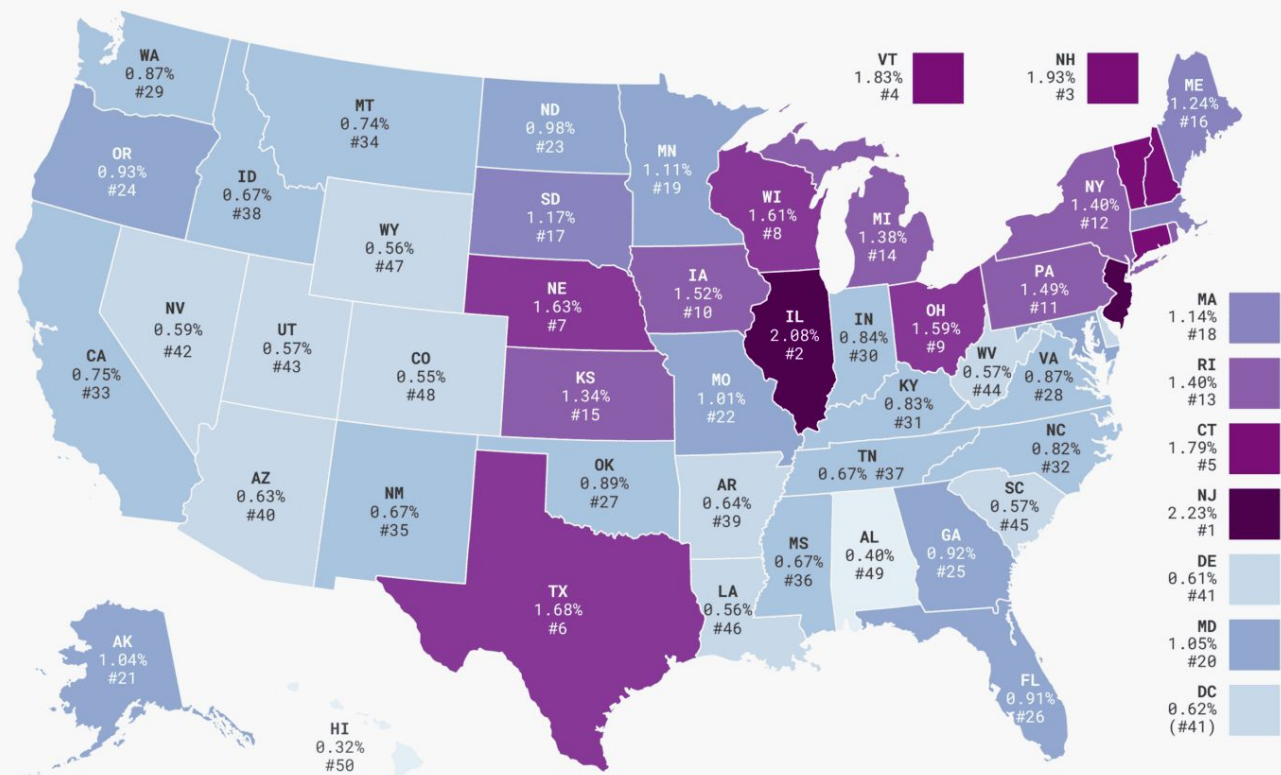 WA
0.87%
#29
MT
0.74%
#34
ND
0.98%
#23
MN
1.11%
#19
VT
1.83%
#4
NH
1.93%
#3
ME
1.24%
#16
OR
0.93%
#24
ID
0.67%
#38
WY
0.56%
#47
SD
1.17%
#17
WI
1.61%
#8
MI
1.38%
#14
NY
1.40%
#12
NV
0.59%
#42
UT
0.57%
#43
CO
0.55%
#48
NE
1.63%
#7
IA
1.52%
#10
IL
2.08%
#2
IN
0.84%
#30
OH
1.59%
#9
PA
1.49%
#11
MA
1.14%
#18
CA
0.75%
#33
KS
1.34%
#15
MO
1.01%
#22
KY
0.83%
#31
WV
0.57%
#44
VA
0.87%
#28
RI
1.40%
#13
AZ
0.63%
#40
NM
0.67%
#35
OK
0.89%
#27
AR
0.64%
#39
TN
0.67% #37
NC
0.82%
#32
CT
1.79%
#5
SC
0.57%
#45
NJ
2.23%
#1
TX
1.68%
#6
LA
0.56%
#46
MS
0.67%
#36
AL
0.40%
#49
GA
0.92%
#25
DE
0.61%
#41
MD
1.05%
#20
AK
1.04%
#21
HI
0.32%
#50
FL
0.91%
#26
DC
0.62%
(#41)